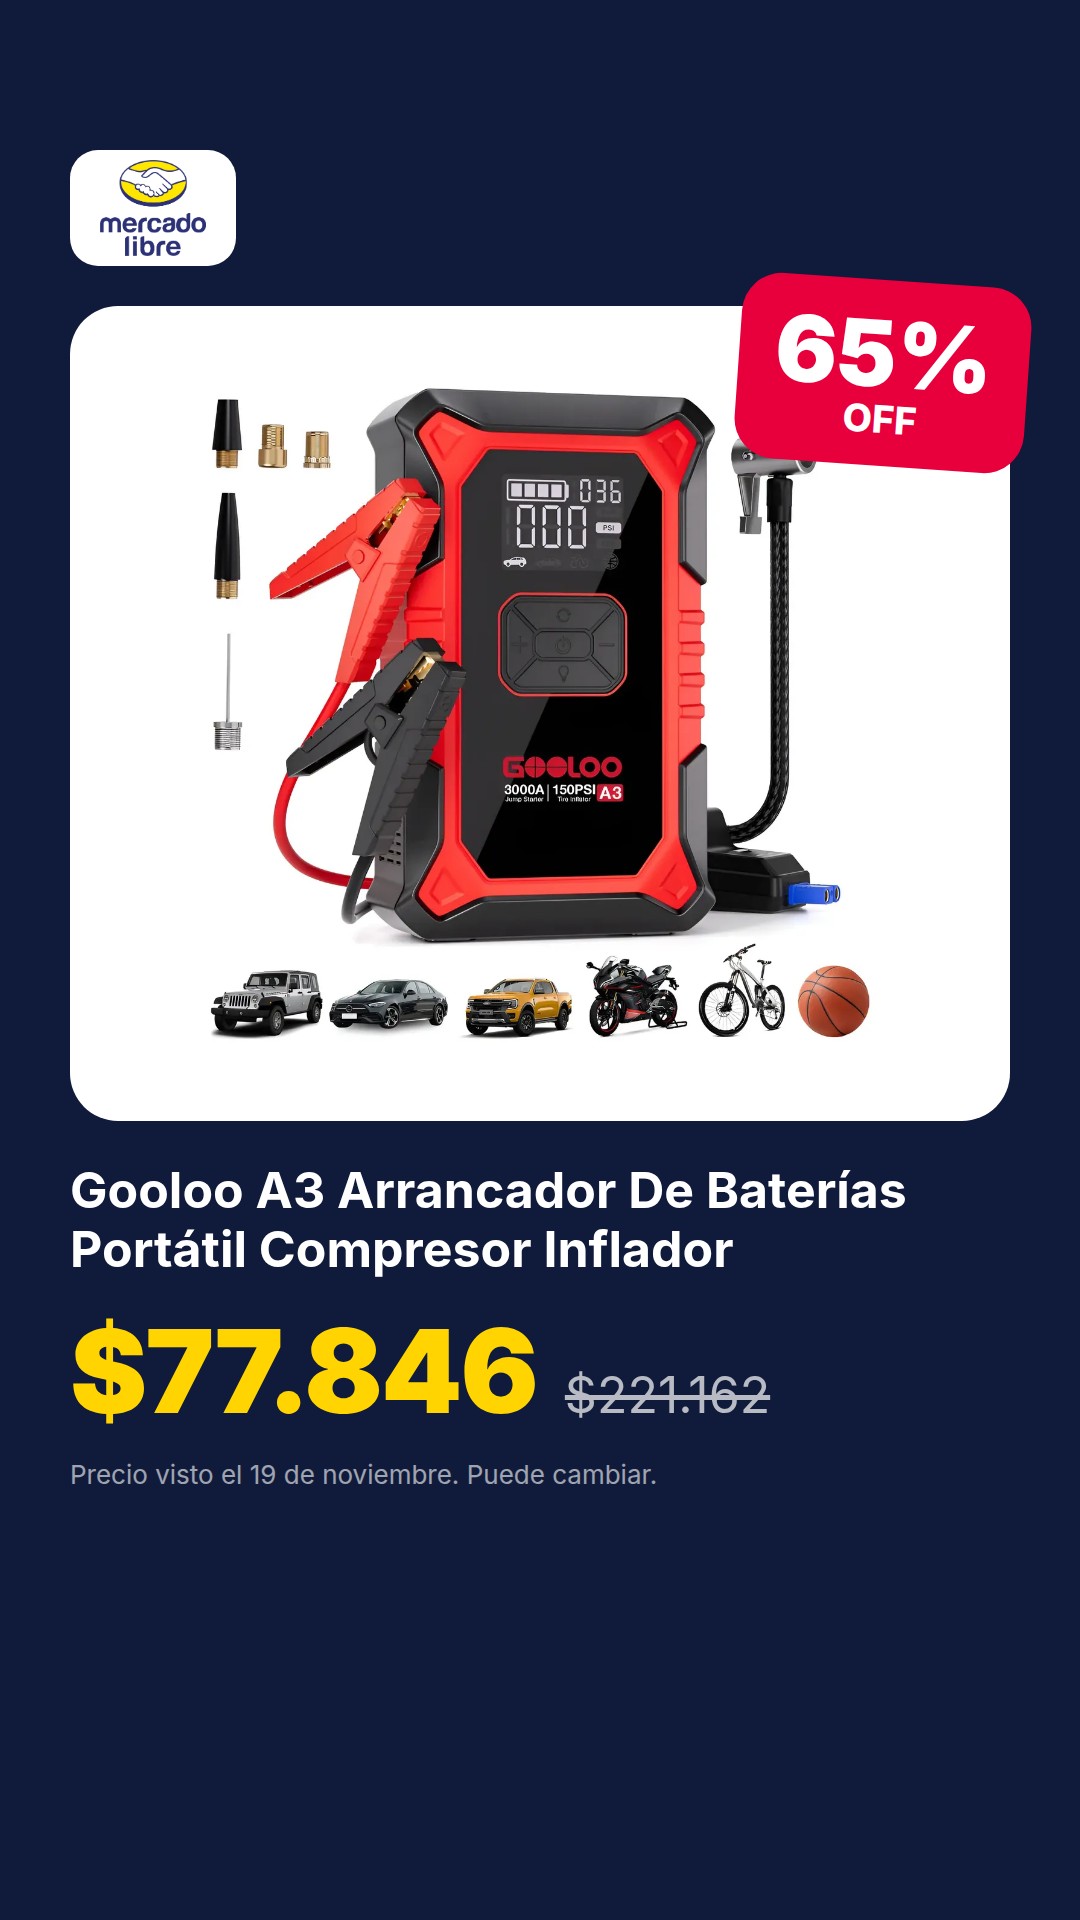 mercado
libre
65%
OFF
036
000
PSI
GOOLOO
3000A | 150PSI A3
Jump Starter Tire Inflator
Gooloo A3 Arrancador De Baterías
Portátil Compresor Inflador
$77.846 $221.162
Precio visto el 19 de noviembre. Puede cambiar.